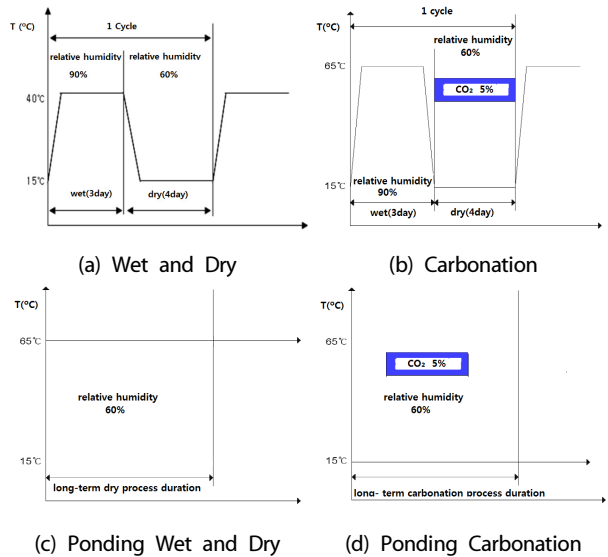 T (°C)
1 Cycle
relative humidity
90%
relative humidity
60%
40℃
15℃
wet(3day)
dry(4day)
(a) Wet and Dry
T (°C)
1 cycle
relative humidity
60%
65℃
CO₂ 5%
15℃
relative humidity
90%
wet(3day)
dry(4day)
(b) Carbonation
T(°C)
65℃
relative humidity
60%
15℃
long-term dry process duration
(c) Ponding Wet and Dry
T(°C)
65℃
CO₂ 5%
relative humidity
60%
15℃
long- term carbonation process duration
(d) Ponding Carbonation